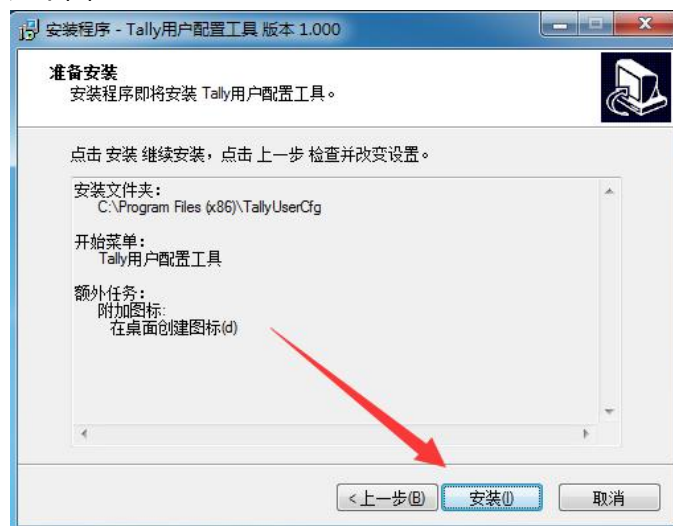 安装程序 - Tally用户配置工具 版本 1.000
准备安装
安装程序即将安装 Tally用户配置工具。
点击 安装 继续安装，点击 上一步 检查并改变设置。
安装文件夹：
C:\Program Files (x86)\TallyUserCfg
开始菜单：
Tally用户配置工具
额外任务：
附加图标:
在桌面创建图标(d)
<上一步(B) 安装(I) 取消